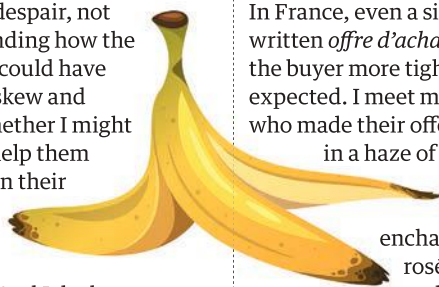 despair, not
nding how the
could have
skew and
hether I might
help them
n their
In France, even a si
written offre d'acha
the buyer more tigh
expected. I meet m
who made their offe
in a haze of
encha
rosé